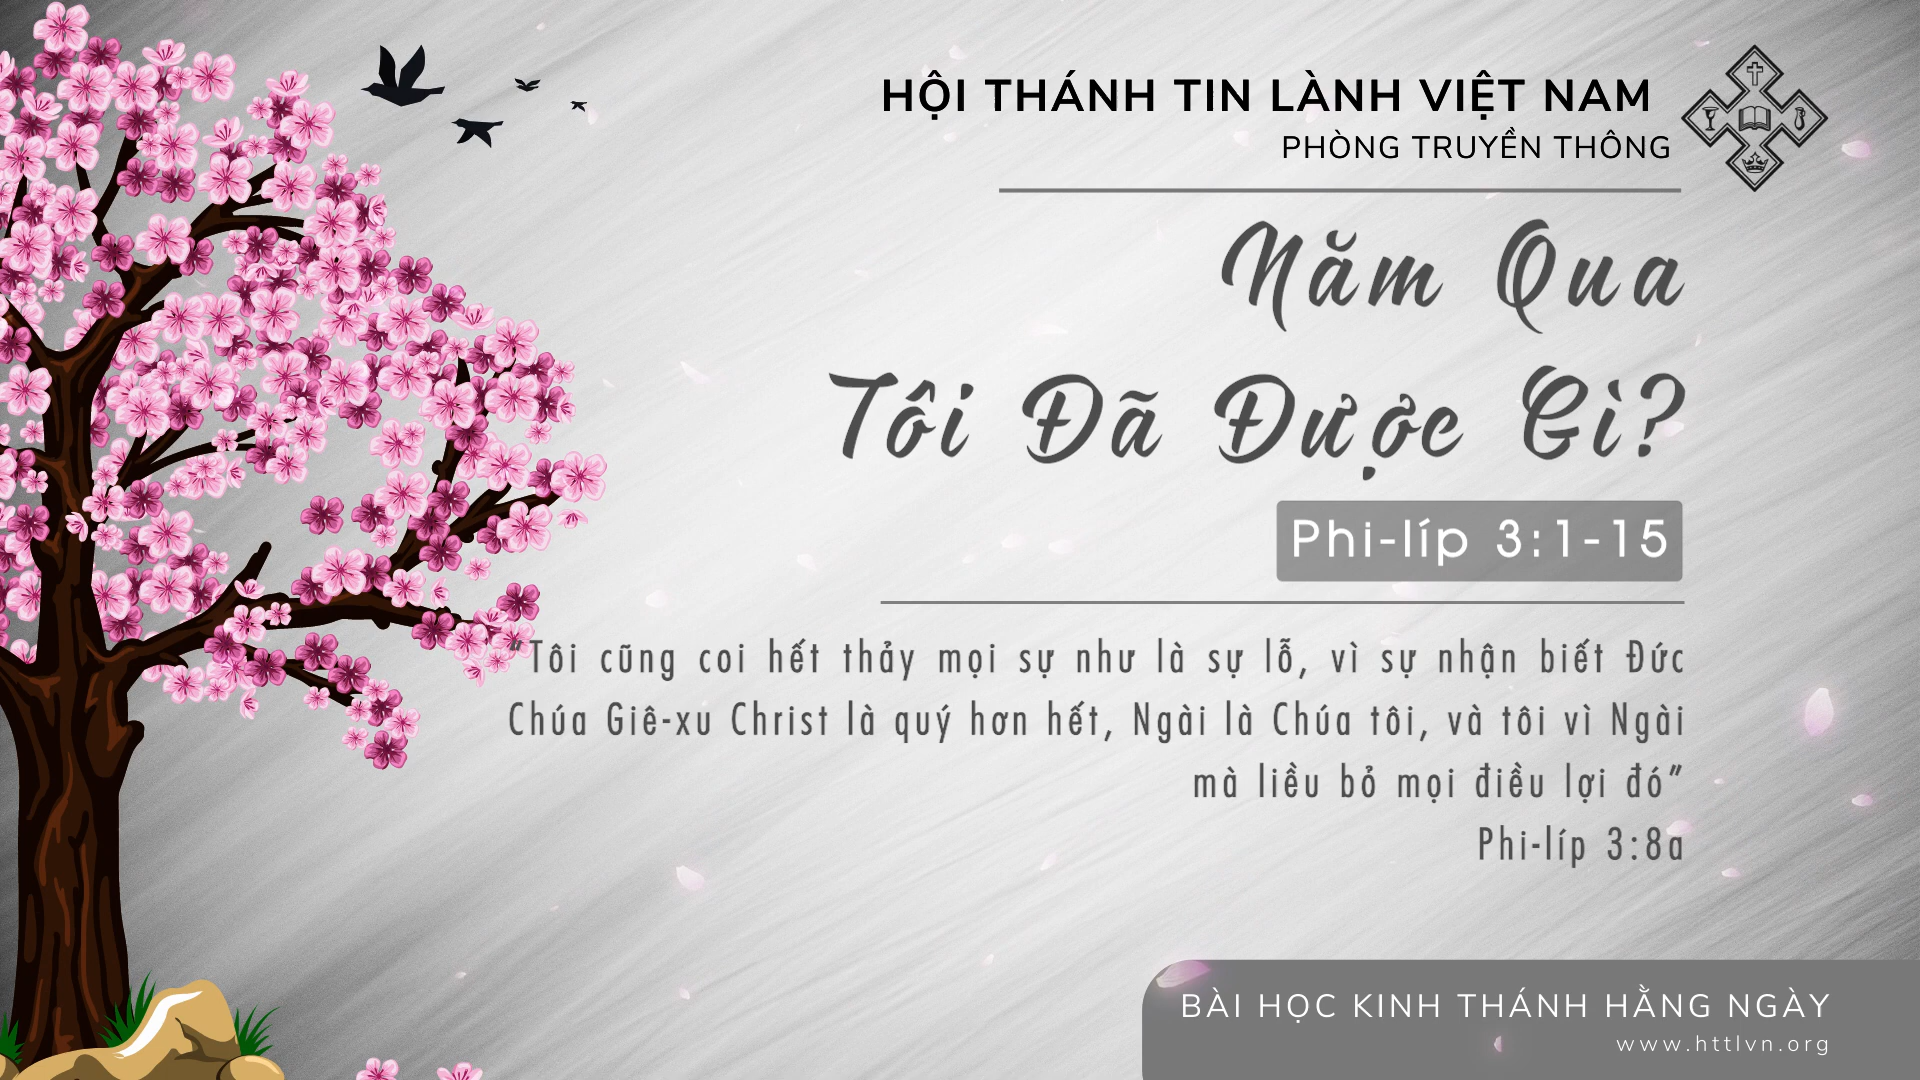 HỘI THÁNH TIN LÀNH VIỆT NAM
PHÒNG TRUYỀN THÔNG
Năm Qua
Tôi Đã Được Gì?
Phi-líp 3:1-15
“Tôi cũng coi hết thảy mọi sự như là sự lỗ, vì sự nhận biết Đức
Chúa Giê-xu Christ là quý hơn hết, Ngài là Chúa tôi, và tôi vì Ngài
mà liều bỏ mọi điều lợi đó”
Phi-líp 3:8a
BÀI HỌC KINH THÁNH HẰNG NGÀY
www.httlvn.org